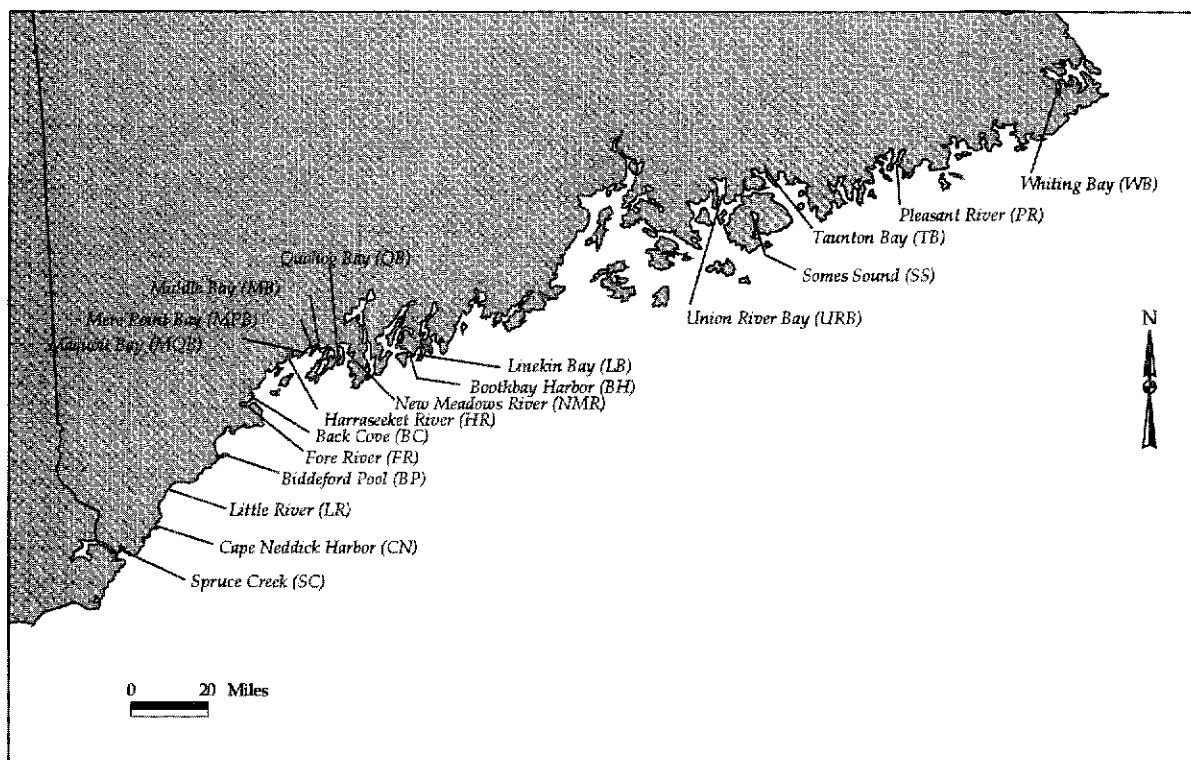 Whiting Bay (WB)
Pleasant River (PR)
Taunton Bay (TB)
Somes Sound (SS)
Union River Bay (URB)
Quahog Bay (QB)
Middle Bay (MB)
Mere Point Bay (MPB)
Maquoit Bay (MQB)
Linekin Bay (LB)
Boothbay Harbor (BH)
New Meadows River (NMR)
Harraseeket River (HR)
Back Cove (BC)
Fore River (FR)
Biddeford Pool (BP)
Little River (LR)
Cape Neddick Harbor (CN)
Spruce Creek (SC)
N
0 20 Miles